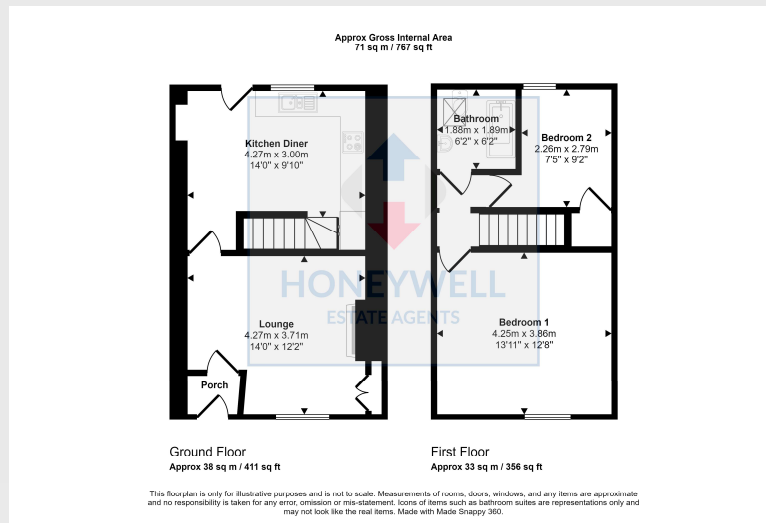 Approx Gross Internal Area
71 sq m / 767 sq ft
Kitchen Diner
4.27m x 3.00m
14'0" x 9'10"
Bathroom
1.88m x 1.89m
6'2" x 6'2"
Bedroom 2
2.26m x 2.79m
7'5" x 9'2"
HONEYWELL
ESTATE AGENTS
Lounge
4.27m x 3.71m
14'0" x 12'2"
Bedroom 1
4.25m x 3.86m
13'11" x 12'8"
Porch
Ground Floor
Approx 38 sq m / 411 sq ft
First Floor
Approx 33 sq m / 356 sq ft
This floorplan is only for illustrative purposes and is not to scale. Measurements of rooms, doors, windows, and any items are approximate
and no responsibility is taken for any error, omission or mis-statement. Icons of items such as bathroom suites are representations only and
may not look like the real items. Made with Made Snappy 360.